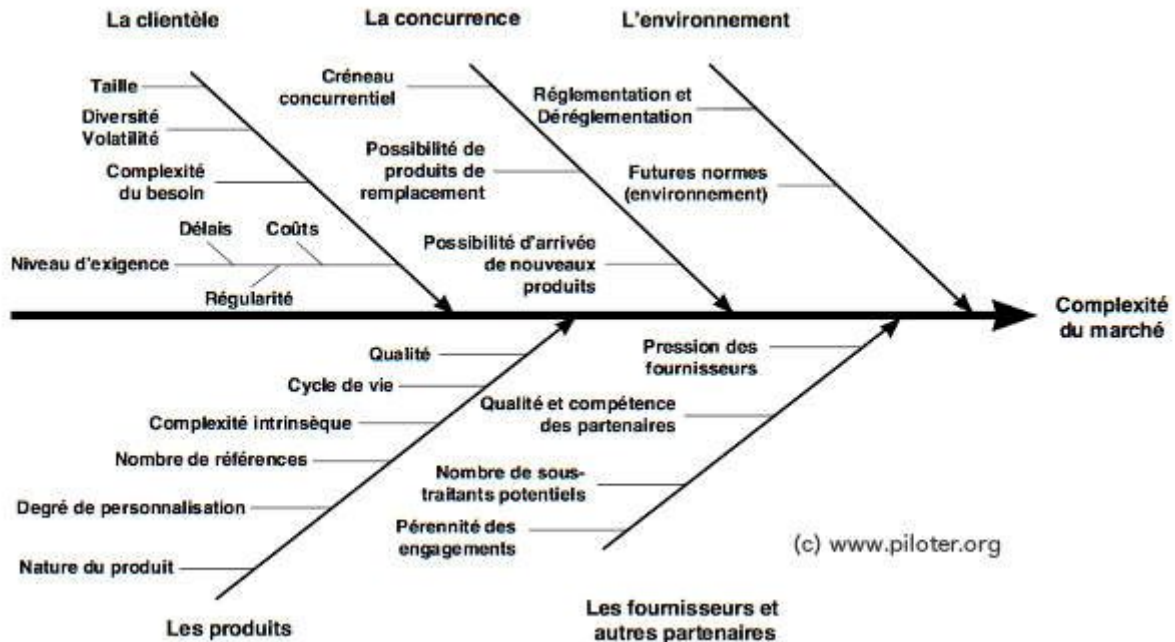 La clientèle
La concurrence
L'environnement
Taille
Diversité
Volatilité
Complexité
du besoin
Délais
Coûts
Niveau d'exigence
Régularité
Créneau
concurrentiel
Possibilité de
produits de
remplacement
Possibilité d'arrivée
de nouveaux
produits
Réglementation et
Déréglementation
Futures normes
(environnement)
Complexité
du marché
Qualité
Cycle de vie
Complexité intrinsèque
Nombre de références
Degré de personnalisation
Nature du produit
Les produits
Pression des
fournisseurs
Qualité et compétence
des partenaires
Nombre de sous-
traitants potentiels
Pérennité des
engagements
Les fournisseurs et
autres partenaires
(c) www.piloter.org